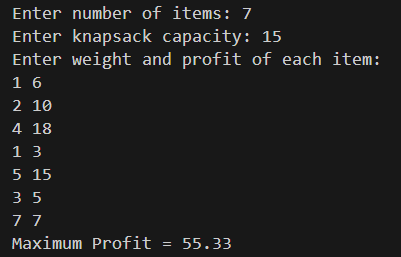 Enter number of items: 7
Enter knapsack capacity: 15
Enter weight and profit of each item:
1 6
2 10
4 18
1 3
5 15
3 5
7 7
Maximum Profit = 55.33